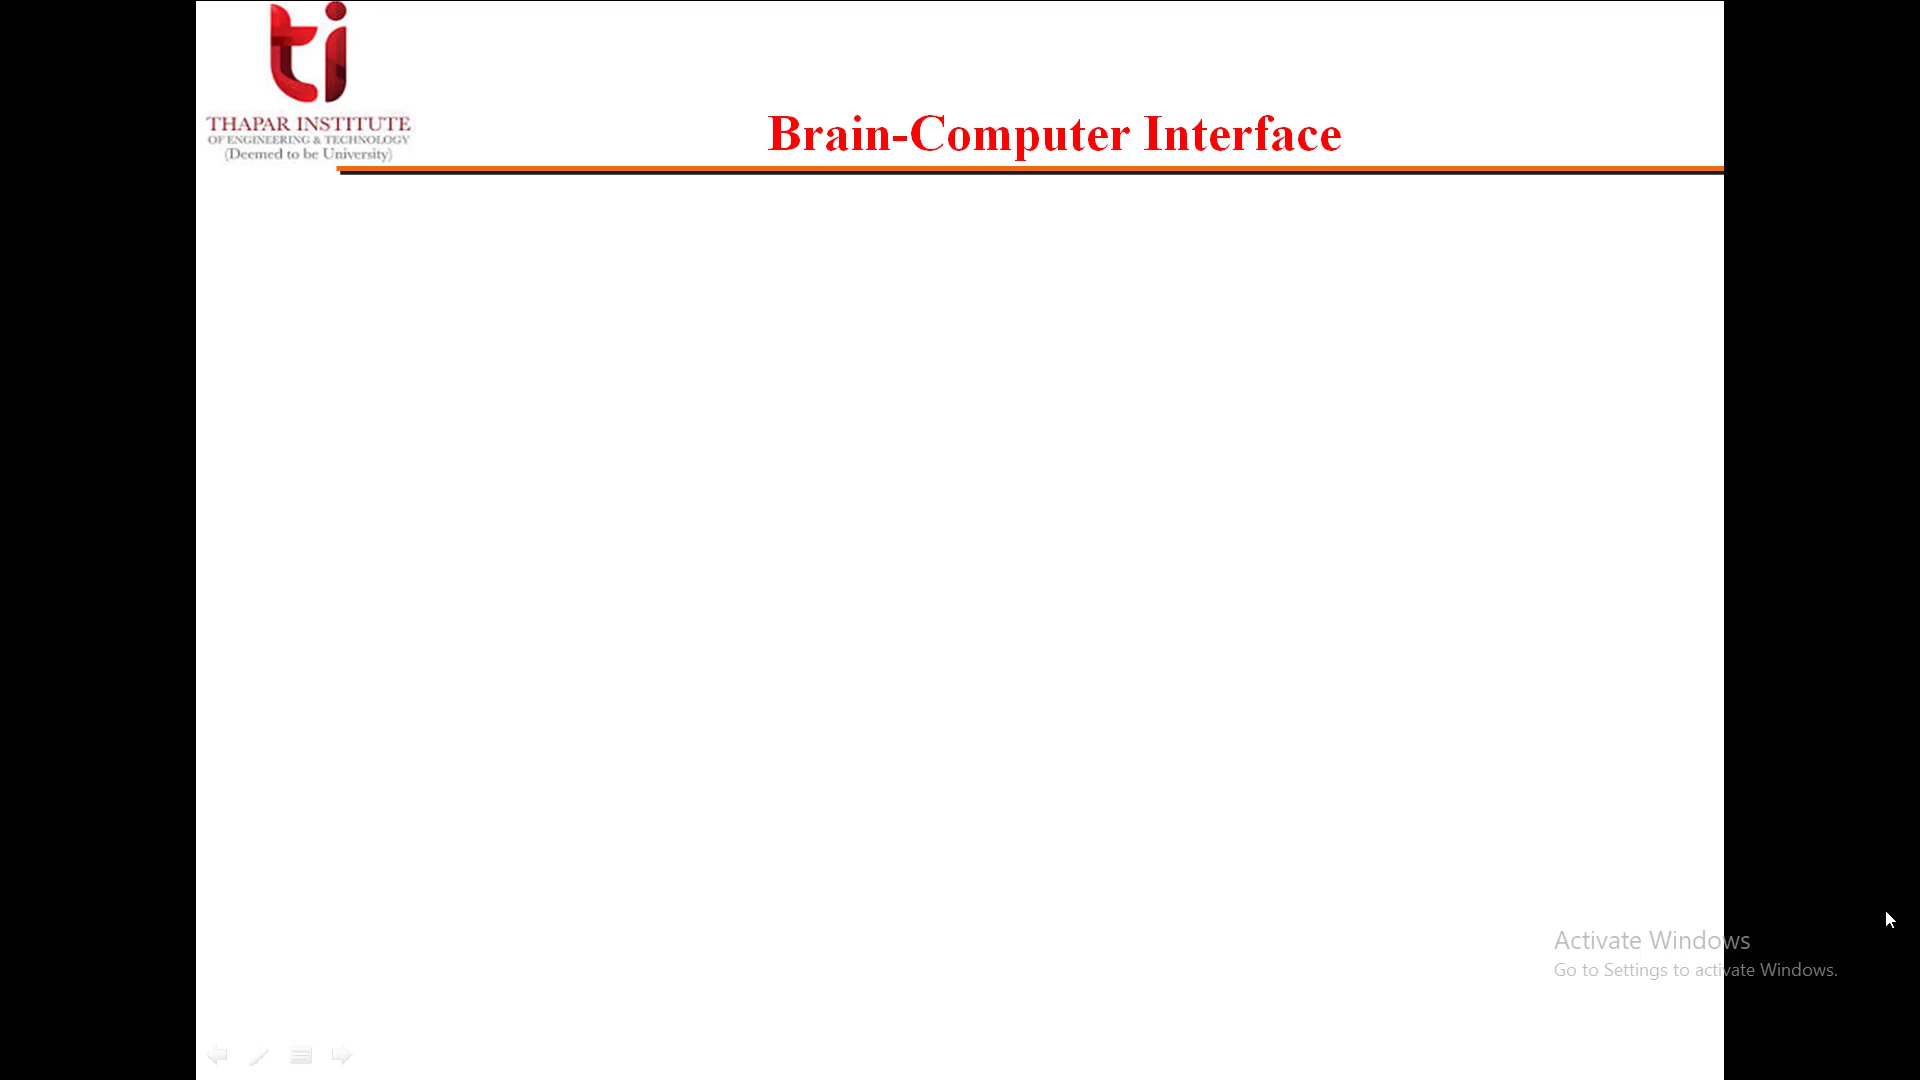 ti
THAPAR INSTITUTE
OF ENGINEERING & TECHNOLOGY
(Deemed to be University)
Brain-Computer Interface
Activate Windows
Go to Settings to activate Windows.